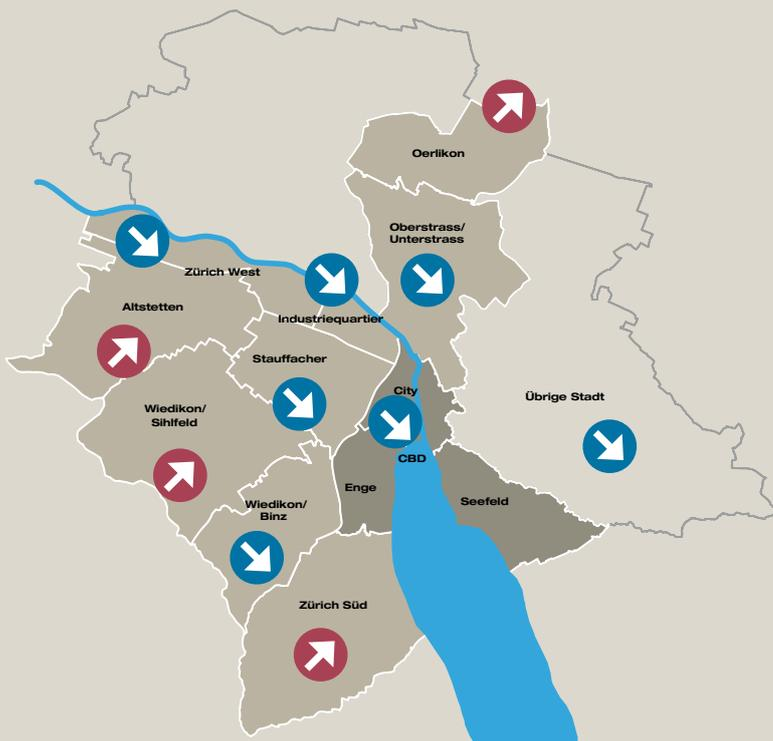 Oerlikon
Oberstrass/
Unterstrass
Zürich West
Altstetten
Industriequartier
Stauffacher
City
Übrige Stadt
Wiedikon/
Sihlfeld
CBD
Enge
Seefeld
Wiedikon/
Binz
Zürich Süd